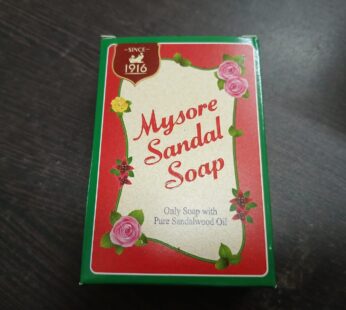 -SINCE-
1916
Mysore
Sandal
Soap
Only Soap with
Pure Sandalwood Oil